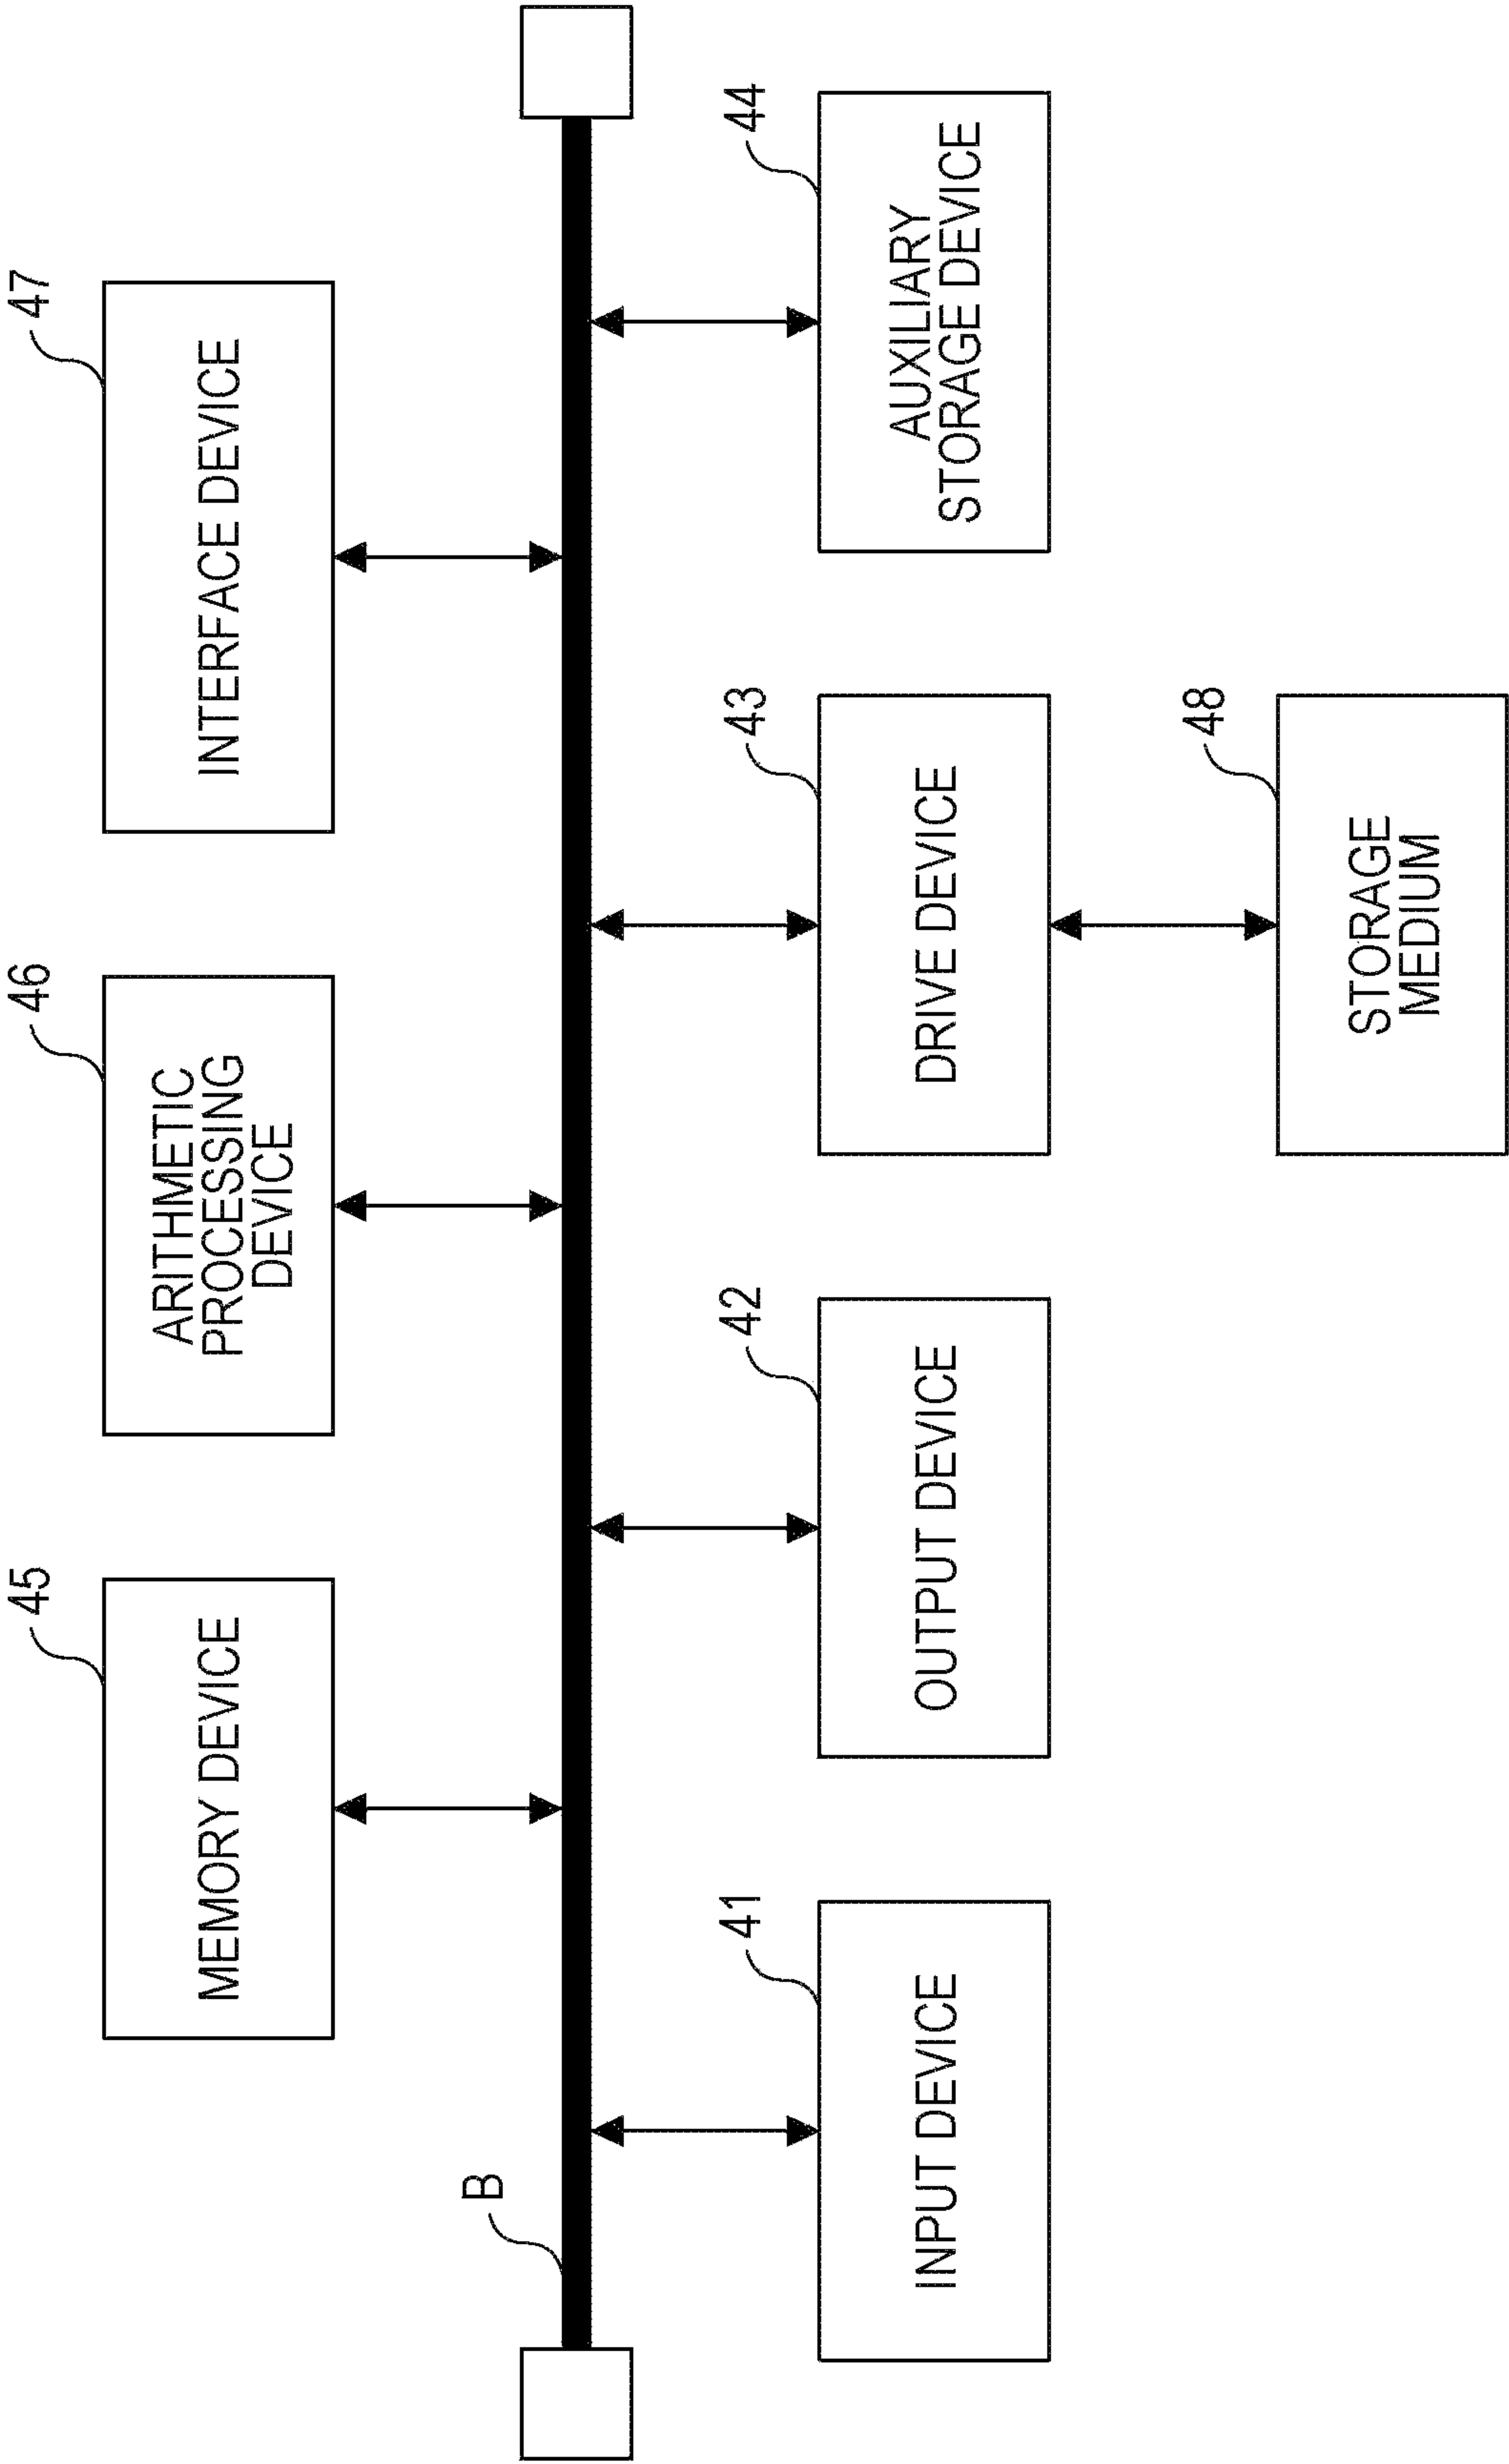 45
46
47
MEMORY DEVICE
ARITHMETIC
PROCESSING
DEVICE
INTERFACE DEVICE
B
41
42
43
44
INPUT DEVICE
OUTPUT DEVICE
DRIVE DEVICE
AUXILIARY
STORAGE DEVICE
48
STORAGE
MEDIUM